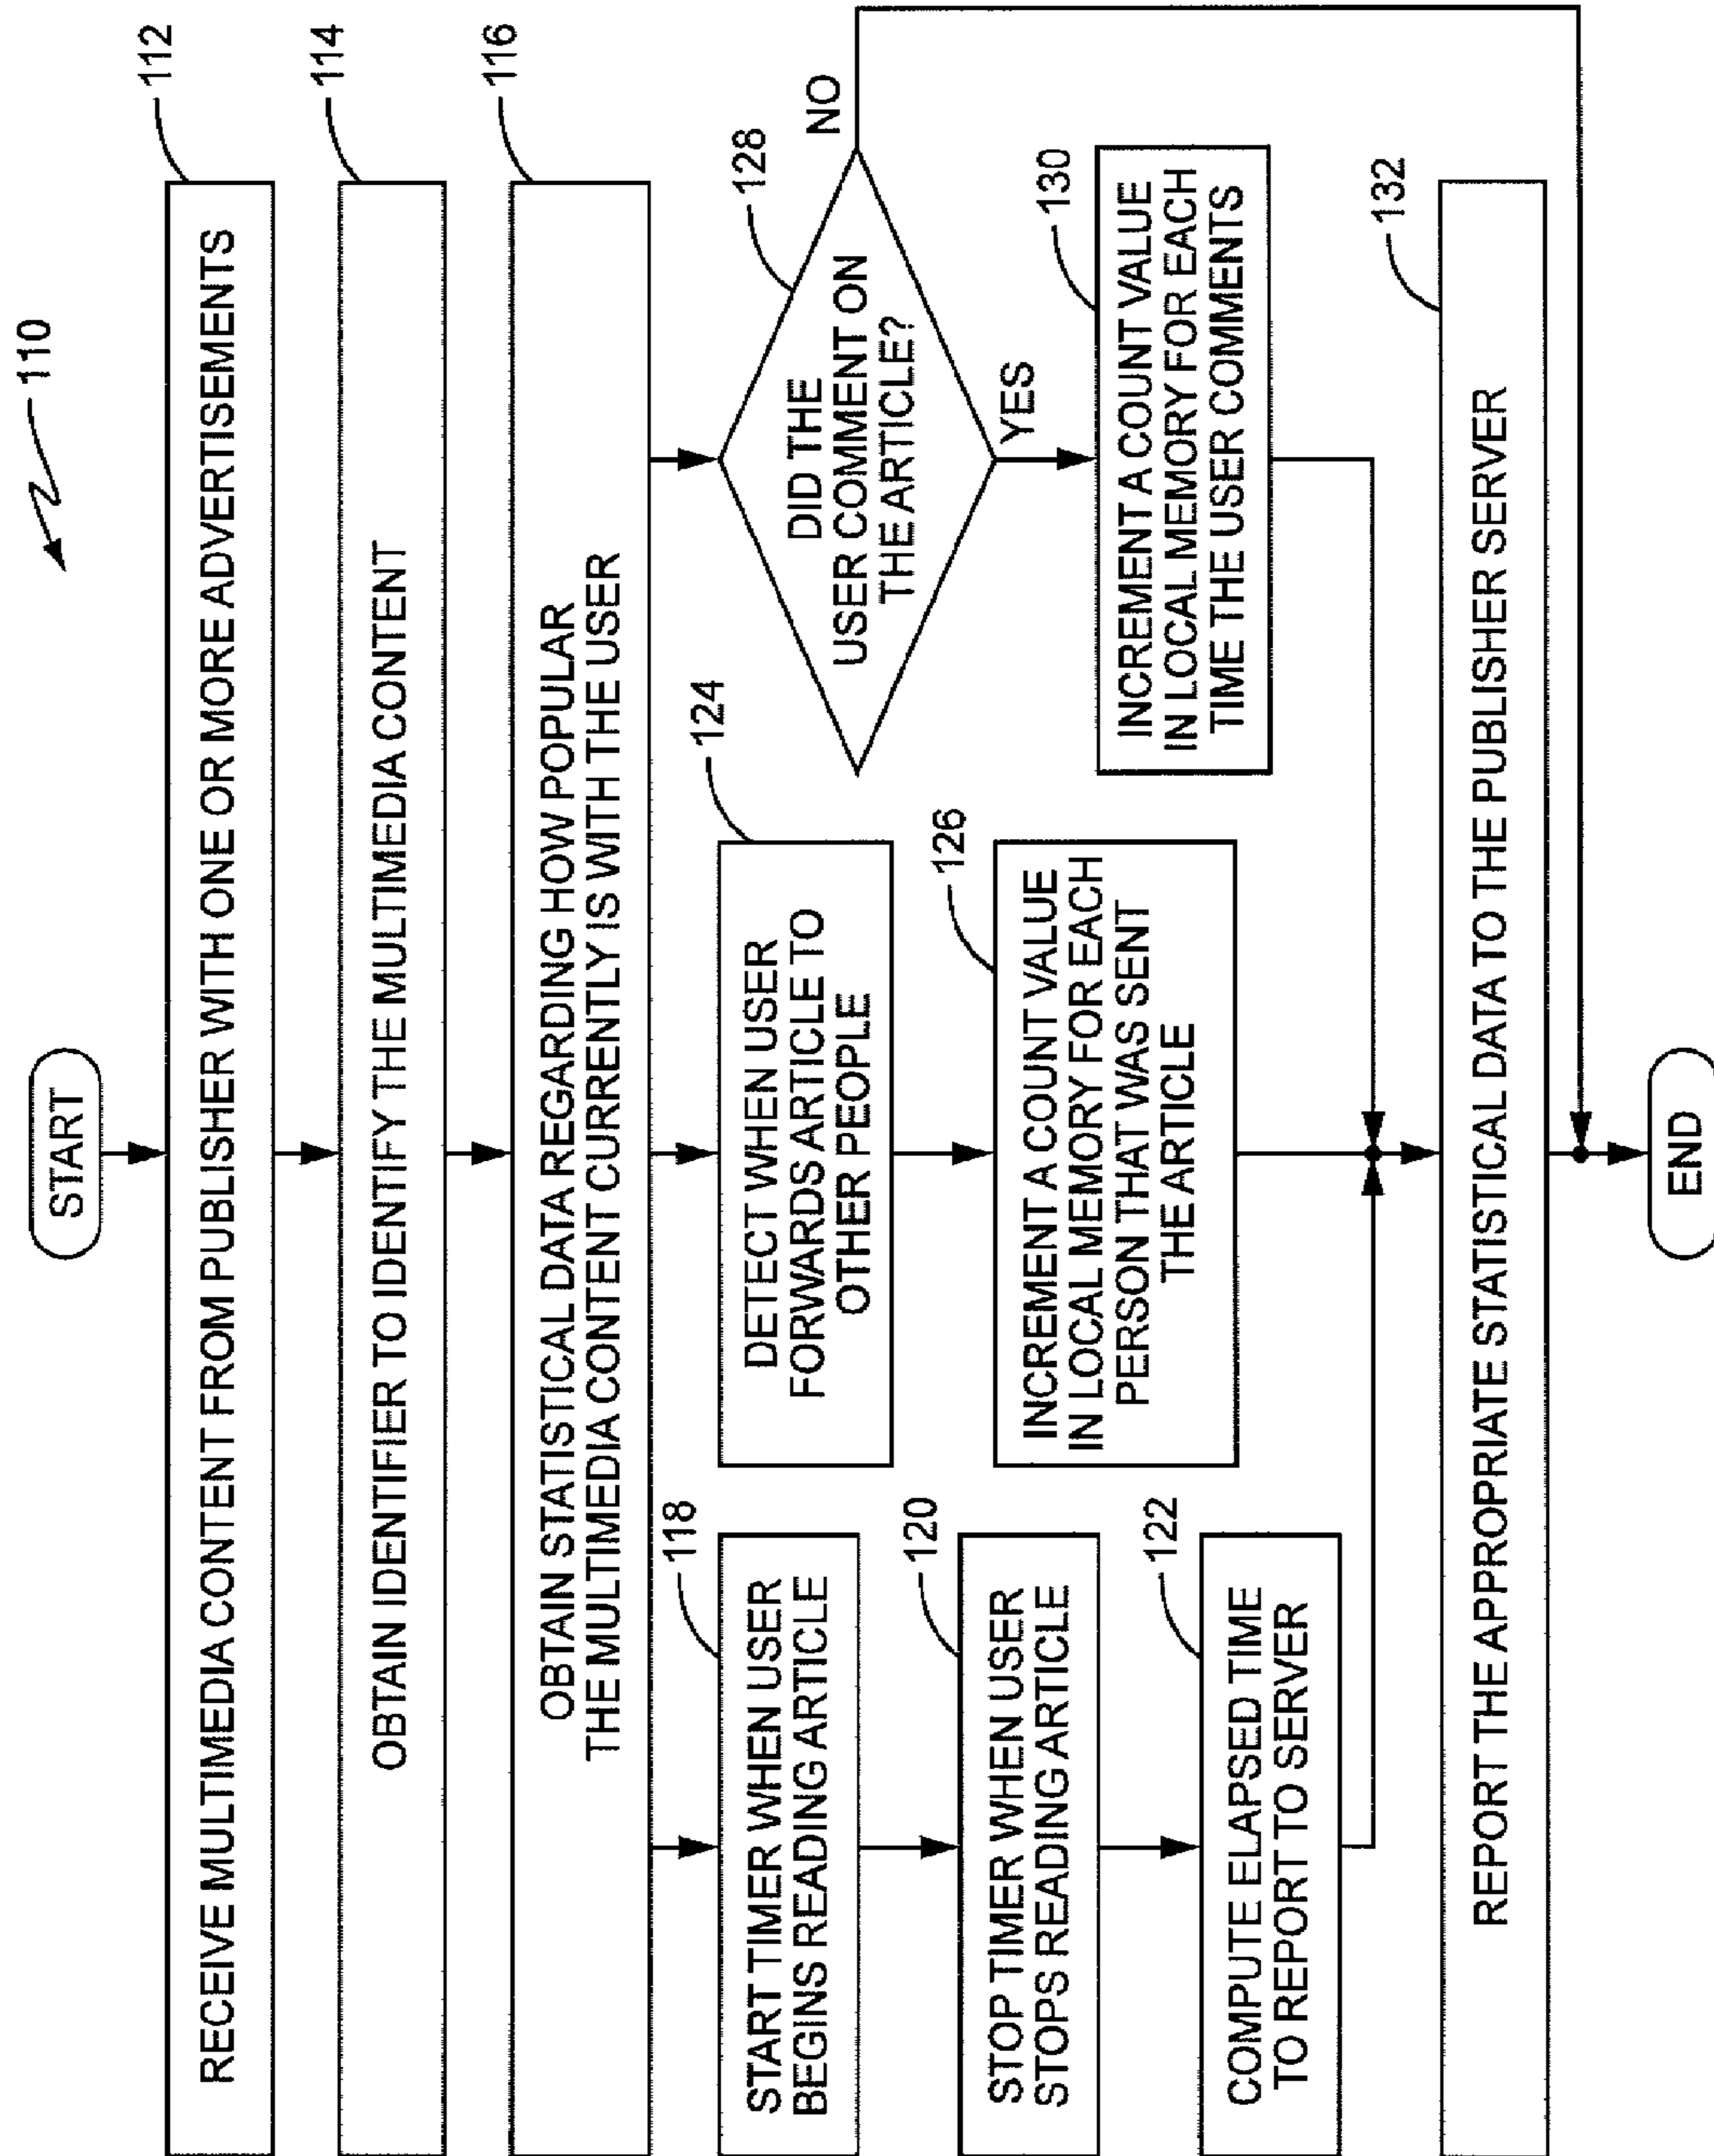 110
START
112
RECEIVE MULTIMEDIA CONTENT FROM PUBLISHER WITH ONE OR MORE ADVERTISEMENTS
114
OBTAIN IDENTIFIER TO IDENTIFY THE MULTIMEDIA CONTENT
116
OBTAIN STATISTICAL DATA REGARDING HOW POPULAR
THE MULTIMEDIA CONTENT CURRENTLY IS WITH THE USER
118
START TIMER WHEN USER
BEGINS READING ARTICLE
120
STOP TIMER WHEN USER
STOPS READING ARTICLE
122
COMPUTE ELAPSED TIME
TO REPORT TO SERVER
124
DETECT WHEN USER
FORWARDS ARTICLE TO
OTHER PEOPLE
126
INCREMENT A COUNT VALUE
IN LOCAL MEMORY FOR EACH
PERSON THAT WAS SENT
THE ARTICLE
128
DID THE
USER COMMENT ON
THE ARTICLE?
NO
YES
130
INCREMENT A COUNT VALUE
IN LOCAL MEMORY FOR EACH
TIME THE USER COMMENTS
132
REPORT THE APPROPRIATE STATISTICAL DATA TO THE PUBLISHER SERVER
END